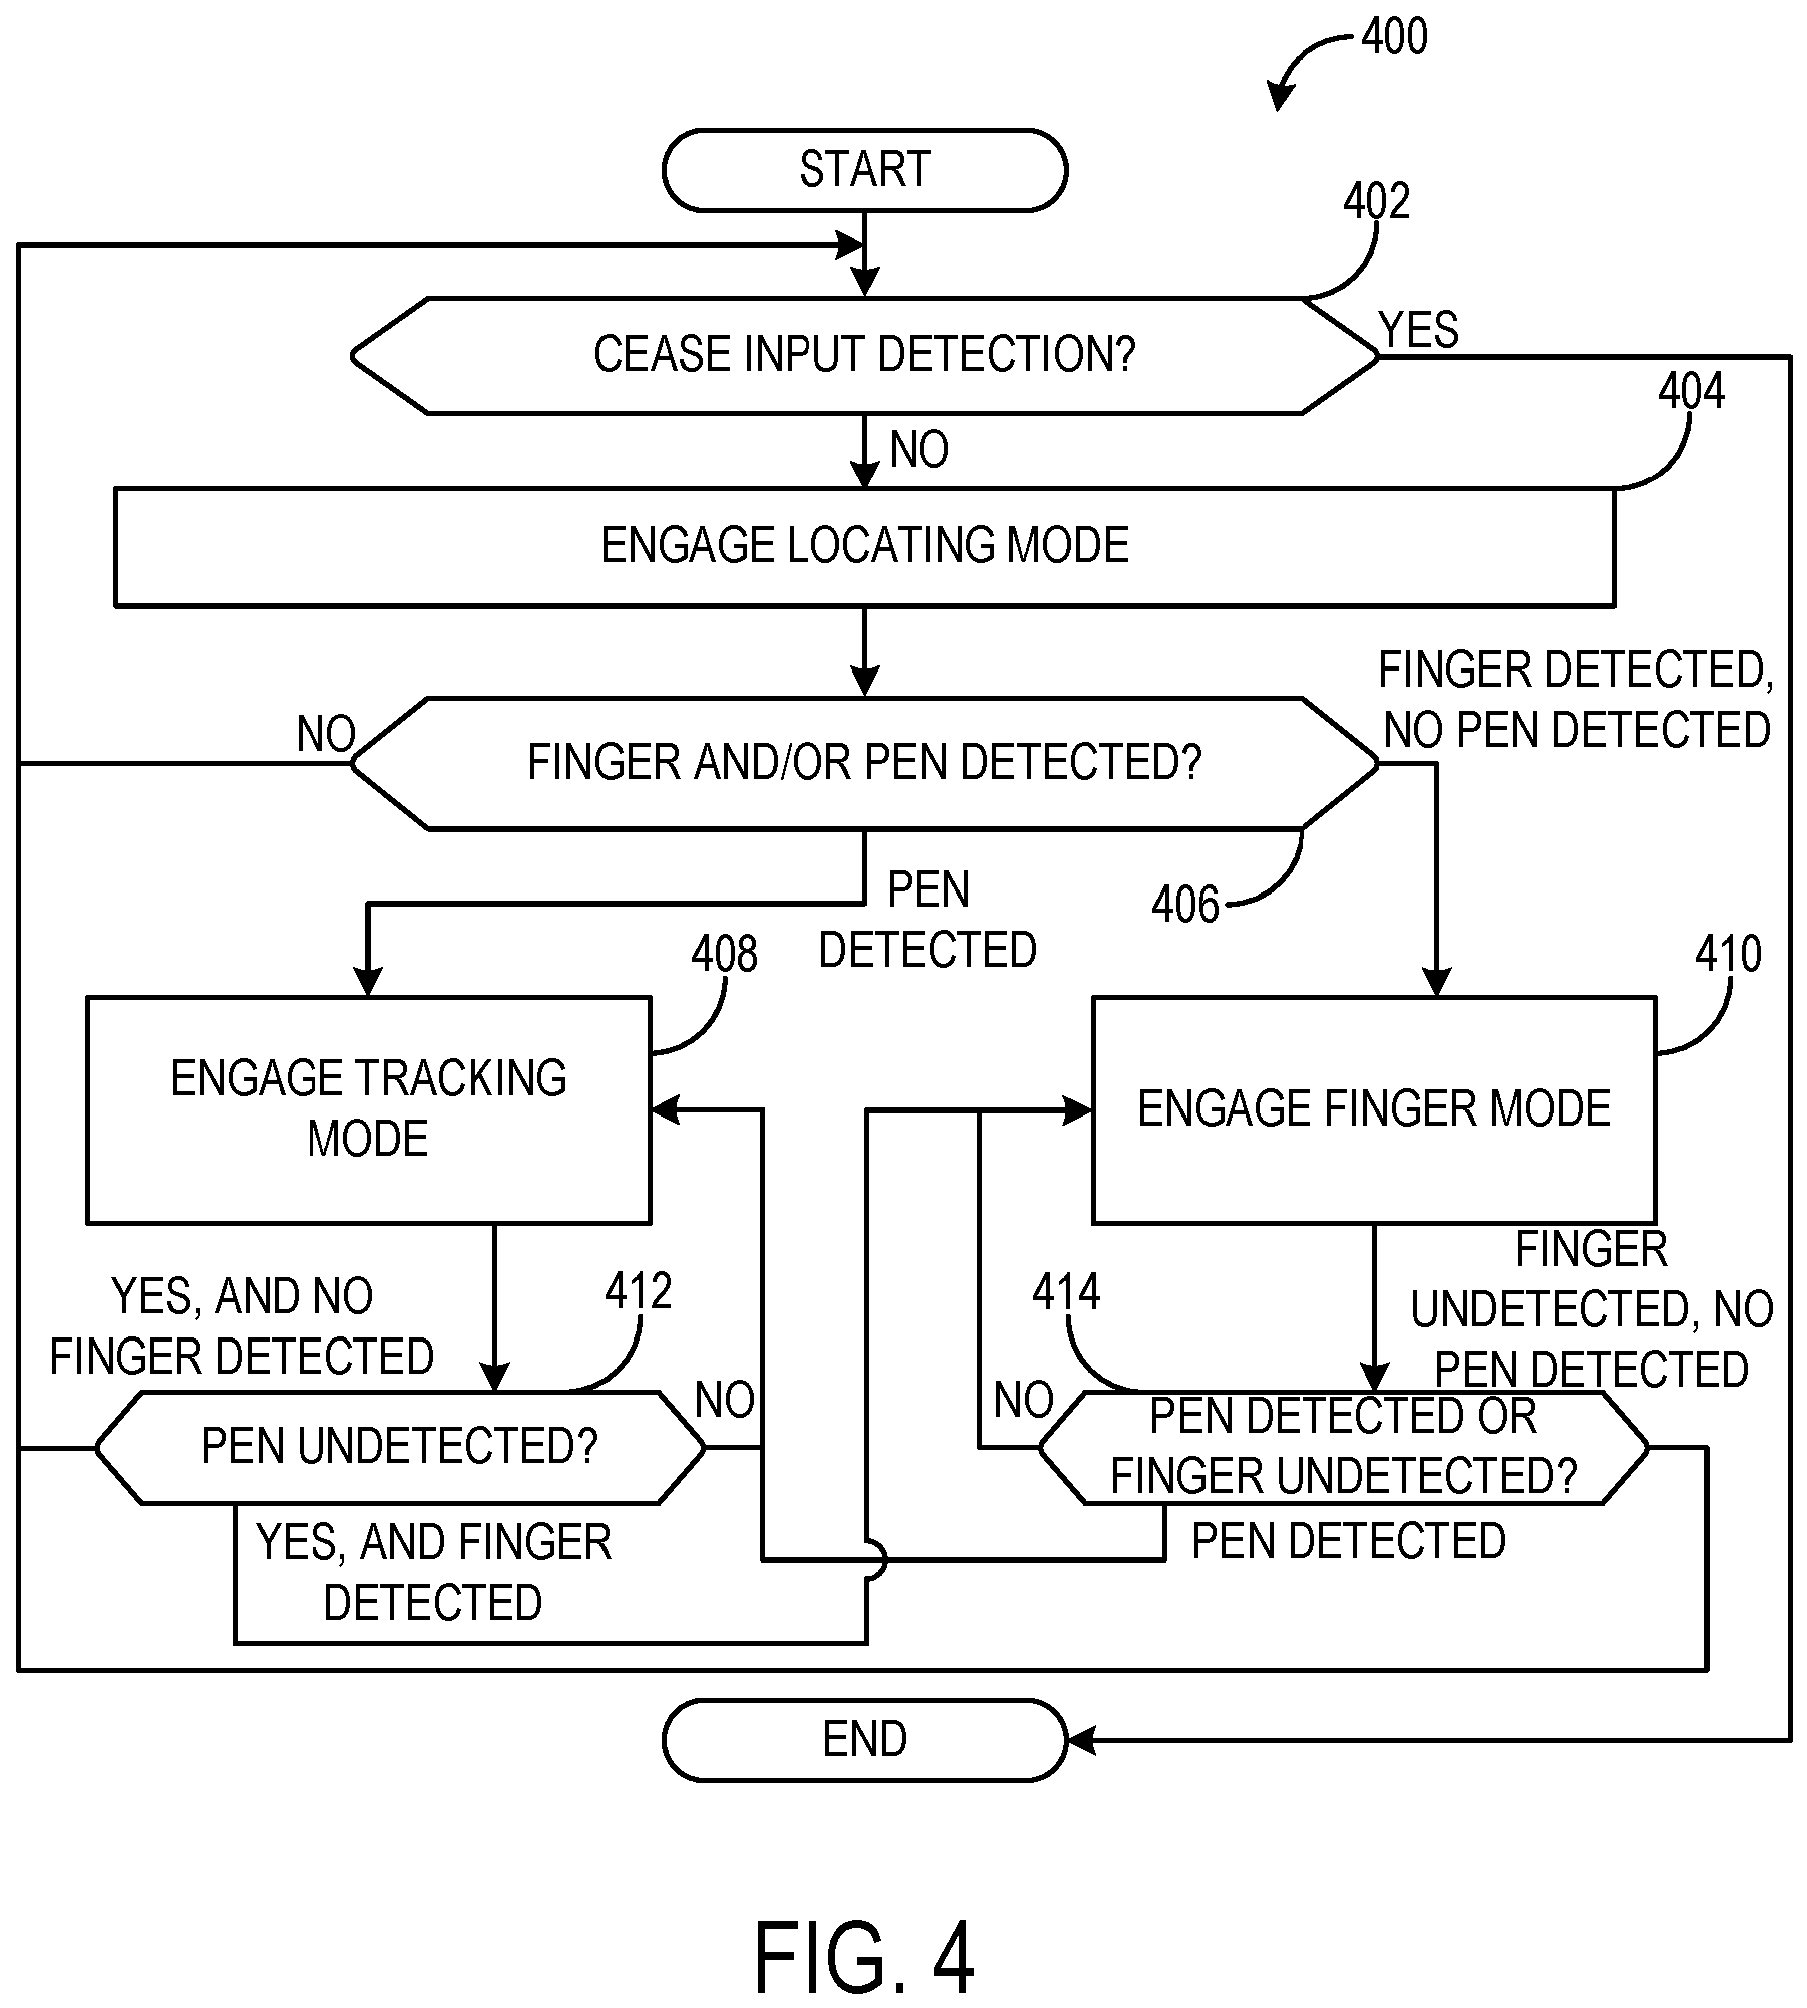 400
START
402
CEASE INPUT DETECTION?
YES
404
NO
ENGAGE LOCATING MODE
FINGER DETECTED,
NO PEN DETECTED
NO
FINGER AND/OR PEN DETECTED?
406
PEN
DETECTED
408
410
ENGAGE TRACKING
MODE
ENGAGE FINGER MODE
YES, AND NO
FINGER DETECTED
412
414
FINGER
UNDETECTED, NO
PEN DETECTED
PEN UNDETECTED?
NO
NO
PEN DETECTED OR
FINGER UNDETECTED?
YES, AND FINGER
DETECTED
PEN DETECTED
END
FIG. 4